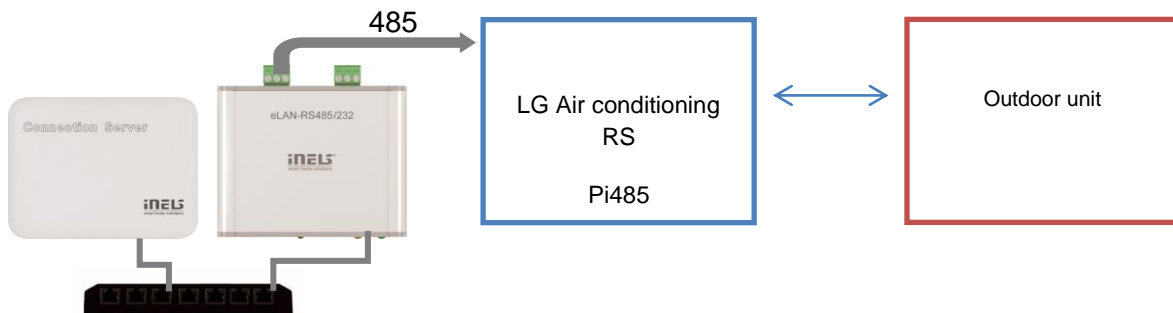 485
Connection Server
iNELS
eLAN-RS485/232
iNELS
LG Air conditioning
RS
Pi485
Outdoor unit